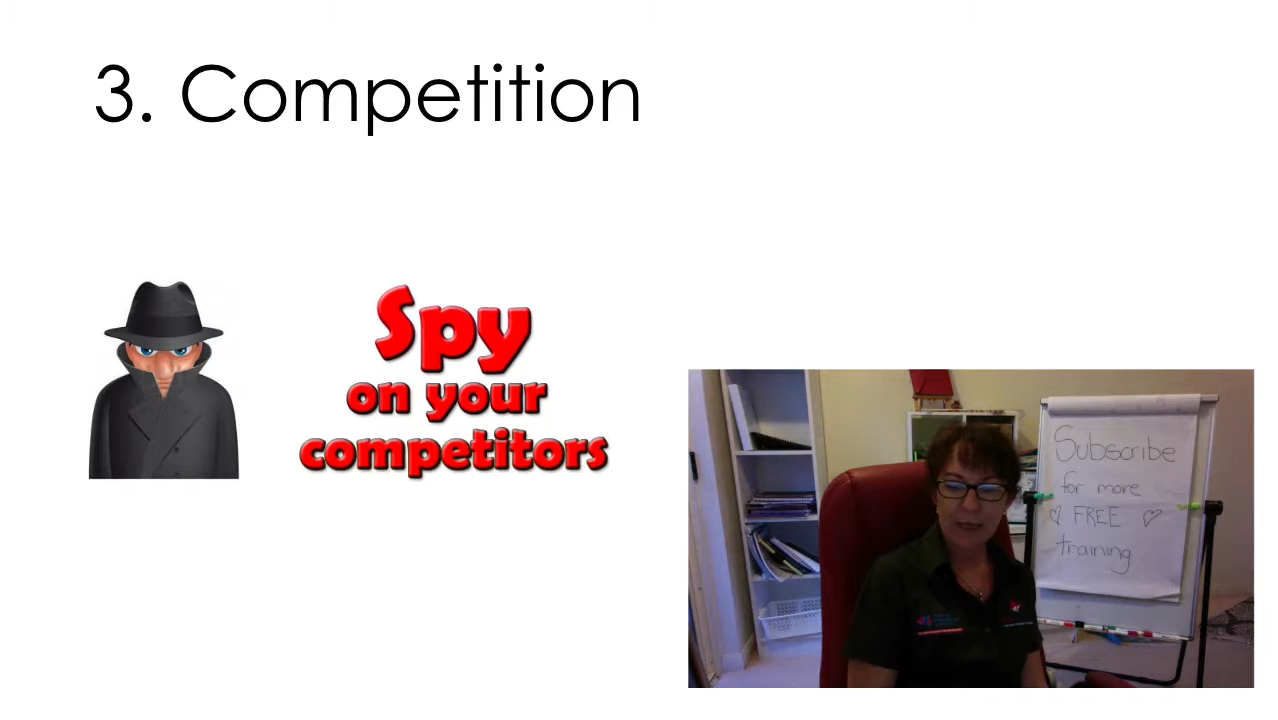 3. Competition
Spy
on your
competitors
Subscribe
for more
FREE
training